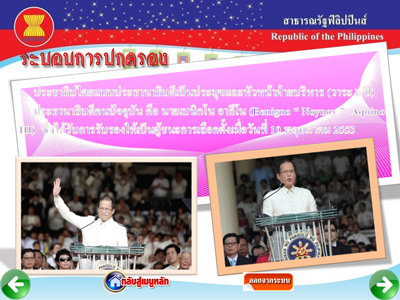 สาธารณรัฐฟิลิปปินส์
Republic of the Philippines
ระบอบการปกครอง
ประชาธิปไตยแบบประธานาธิบดีเป็นประมุขและหัวหน้าฝ่ายบริหาร (วาระ 6 ปี)
ประธานาธิบดีคนปัจจุบัน คือ นายเบนิกโน อาคีโน (Benigno " Noynoy " Aquino
III) ได้รับการรับรองให้เป็นผู้ชนะการเลือกตั้งเมื่อวันที่ 10 พฤษภาคม 2553
กลับสู่เมนูหลัก
ออกจากระบบ